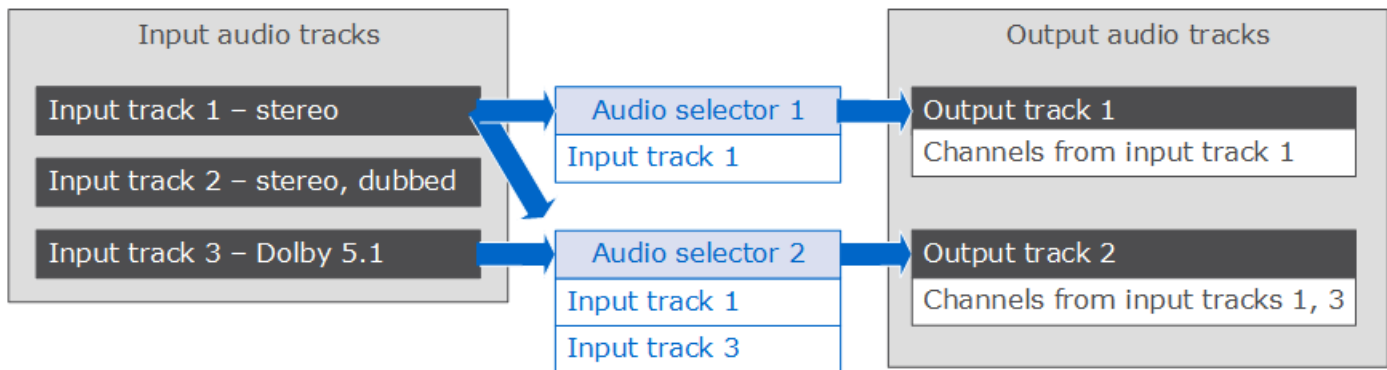 Input audio tracks
Input track 1 – stereo
Input track 2 – stereo, dubbed
Input track 3 – Dolby 5.1
Audio selector 1
Input track 1
Audio selector 2
Input track 1
Input track 3
Output audio tracks
Output track 1
Channels from input track 1
Output track 2
Channels from input tracks 1, 3